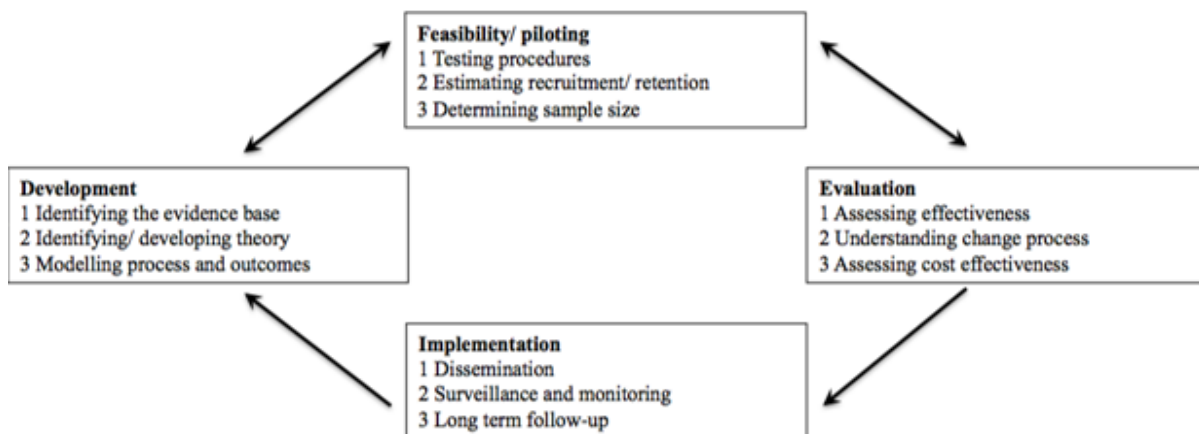 Feasibility/ piloting
1 Testing procedures
2 Estimating recruitment/ retention
3 Determining sample size
Development
1 Identifying the evidence base
2 Identifying/ developing theory
3 Modelling process and outcomes
Evaluation
1 Assessing effectiveness
2 Understanding change process
3 Assessing cost effectiveness
Implementation
1 Dissemination
2 Surveillance and monitoring
3 Long term follow-up